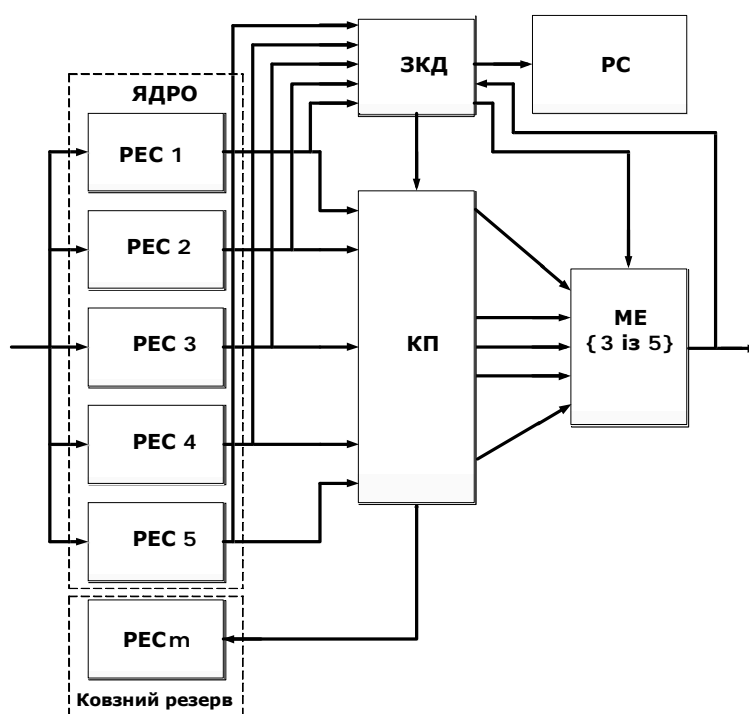 ЗКД
РС
ЯДРО
РЕС 1
РЕС 2
РЕС 3
РЕС 4
РЕС 5
КП
МЕ
{3 із 5}
РЕСm
Ковзний резерв